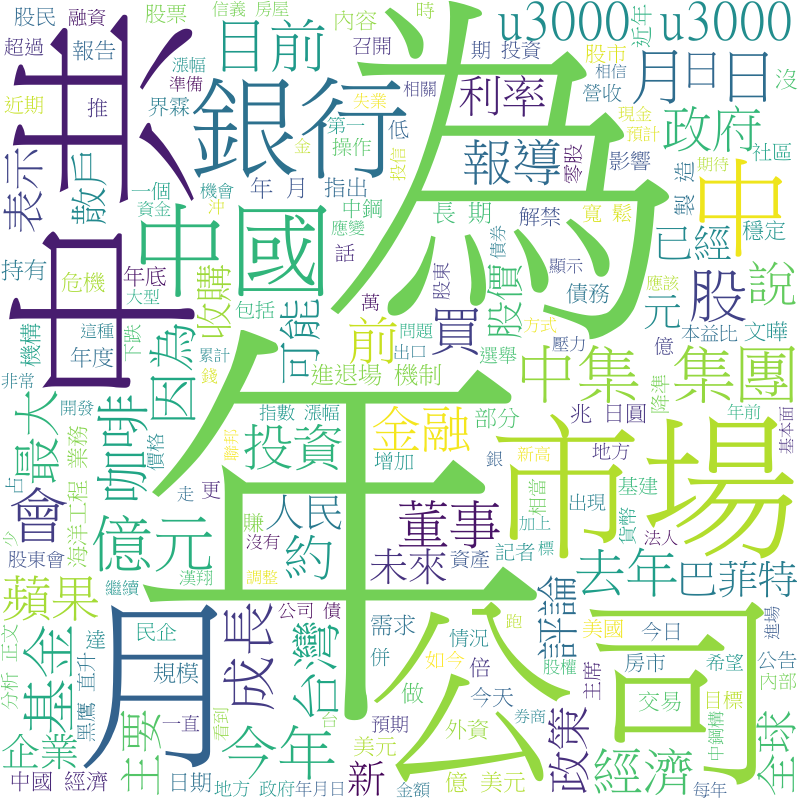 股民
融資
股票
信義 房屋
內容
時
u3000 u3000
近年
超過
報告
漲幅
準備
目前
召開
期 投資
股市
相信
營收
月日日
沒
近期
推
界霖
銀行
相關
失業
第一
操作
低
利率
現金
預計
政府
社區
表示
散戶
為
金
投信
報導
零股
影響
期待
製 造
中
一個
資金
機會
沖
年 月
指出
中鋼
應變
長 期
解禁
寬 鬆
已經
穩定
持有
危機
年底
大型
中國
話
萬
股東
債券
顯示
債務
股
應該
元
說
機構
這種
年度
下跌
收購
包括
可能
前
買
股價
方式
壓力
本益比
文曄
非常
開發
因為
累計
錢
問題
出口
選舉
億
進退場 機制
中集
集團
降準
年前
最大
咖啡
價格
指數 漲幅
年
部分
兆 日圓
基本面
占
業務
海洋工程
投資
金融
增加
新高
地方
市場
少
會
走
更
人民
銀
相當
出現
基建
貨幣
億元
賺
約
董事
加上
法人
股東會
沒有
未來
資產
記者
標
去年
巴菲特
漢翔
調整
繼續
蘋果
公司 債
公司
跑
評論
美國
今日
進場
正文
分析
基金
達
民企
直升
黑鷹
規模
成長
台灣
需求
情況
併
如今
倍
股權
主席
房市
希望
公告
內部
一直
看到
台
做
今天
券商
交易
目標
企業
主要
今年
預期
外資
美元
新
政策
經濟
中鋼構
全球
中國 經濟
日期
地方 政府
年月日
金額
億 美元
每年